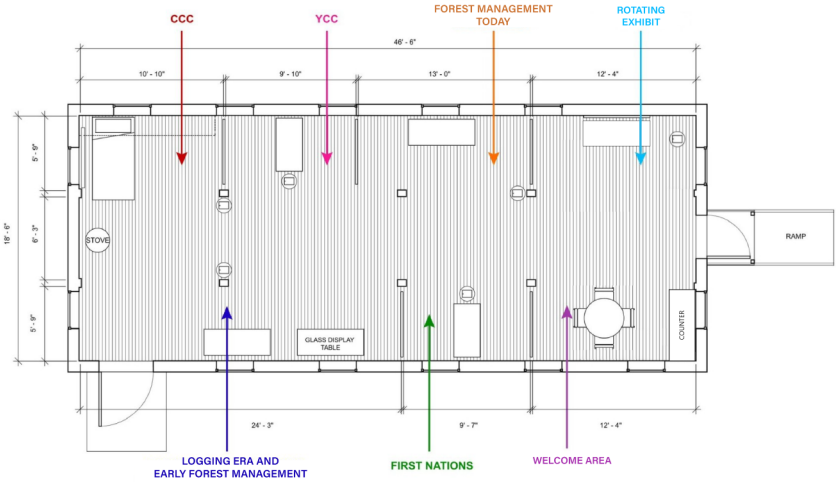 CCC
YCC
FOREST MANAGEMENT
TODAY
ROTATING
EXHIBIT
46' - 6"
10' - 10"
9' - 10"
13' - 0"
12' - 4"
5' - 9"
6' - 3"
18' - 6"
5' - 9"
STOVE
RAMP
COUNTER
GLASS DISPLAY
TABLE
24' - 3"
9' - 7"
12' - 4"
LOGGING ERA AND
EARLY FOREST MANAGEMENT
FIRST NATIONS
WELCOME AREA